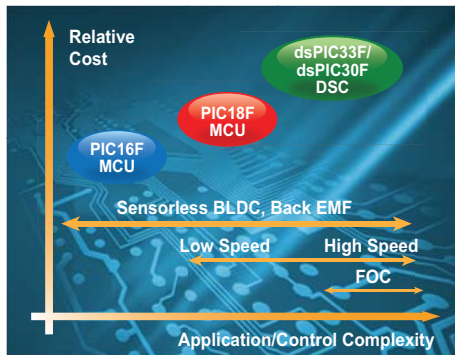 Relative
Cost
dsPIC33F/
dsPIC30F
DSC
PIC18F
MCU
PIC16F
MCU
Sensorless BLDC, Back EMF
Low Speed
High Speed
FOC
Application/Control Complexity